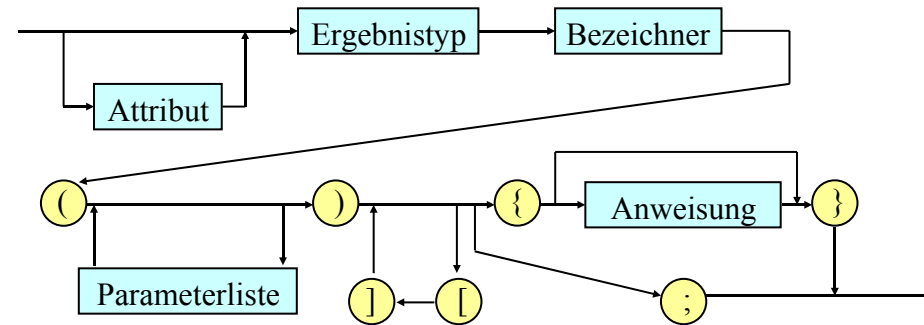 Ergebnistyp Bezeichner
Attribut
( ) { Anweisung }
Parameterliste ] [ ;